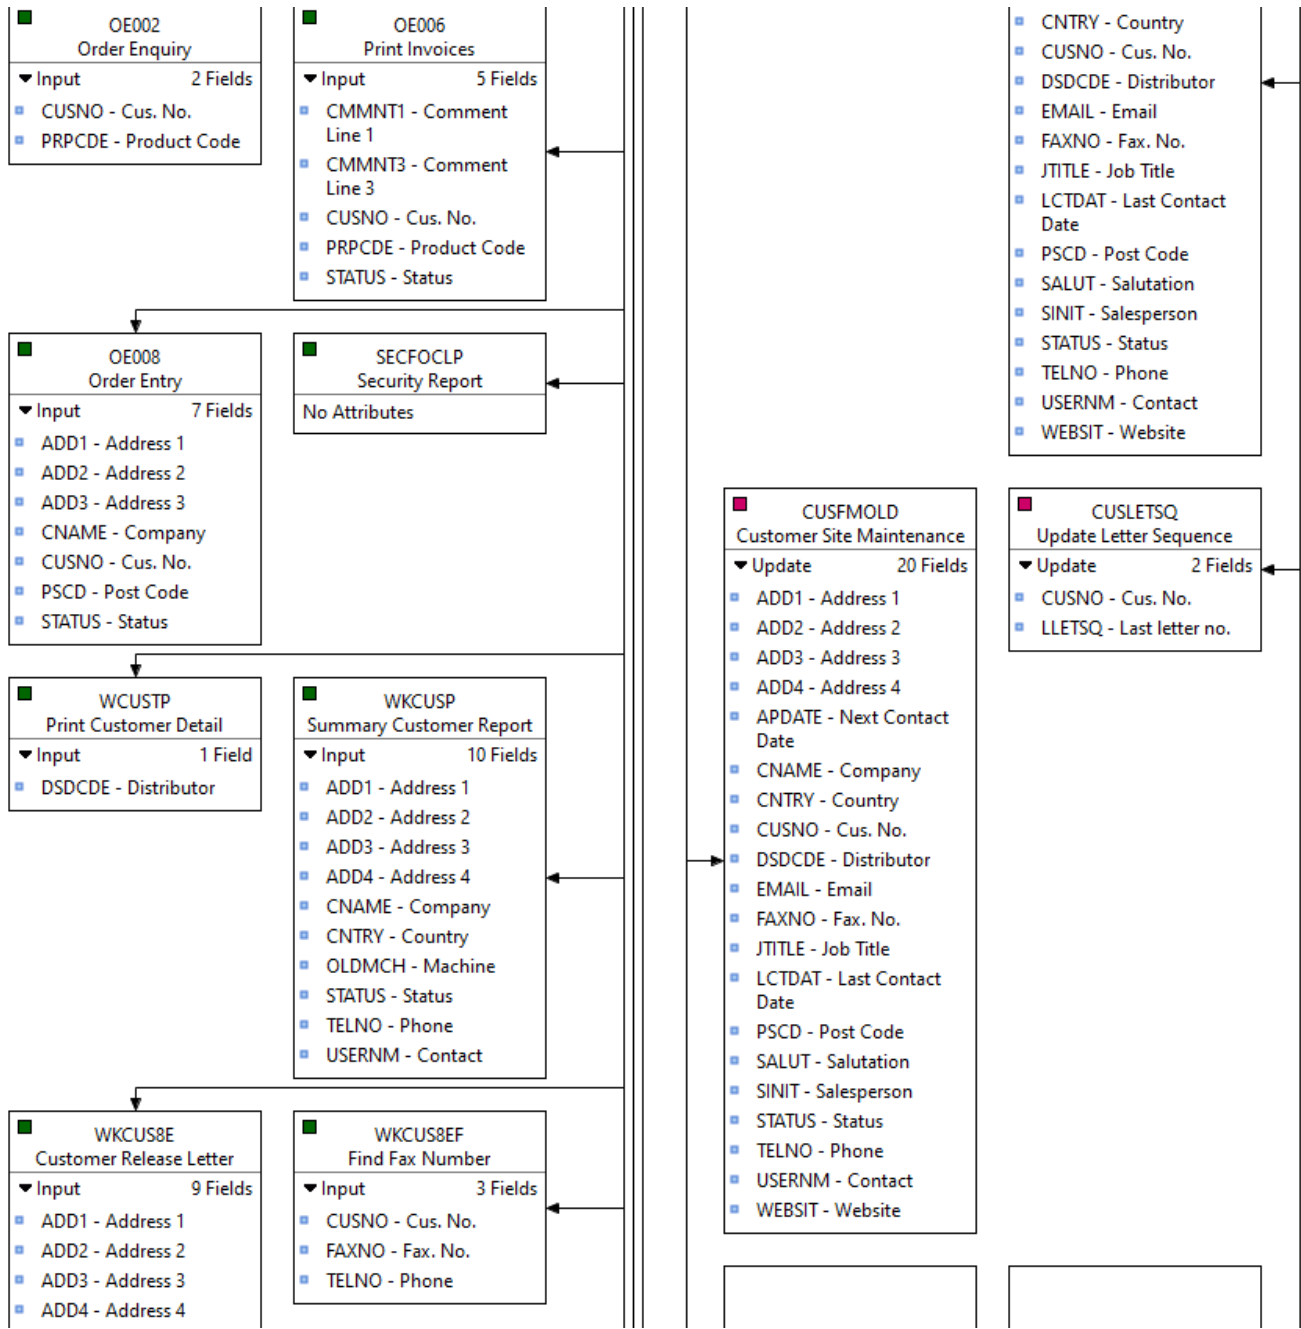 OE002
Order Enquiry
Input 2 Fields
CUSNO - Cus. No.
PRPCDE - Product Code
OE006
Print Invoices
Input 5 Fields
CMMNT1 - Comment
Line 1
CMMNT3 - Comment
Line 3
CUSNO - Cus. No.
PRPCDE - Product Code
STATUS - Status
CNTRY - Country
CUSNO - Cus. No.
DSDCDE - Distributor
EMAIL - Email
FAXNO - Fax. No.
JTITLE - Job Title
LCTDAT - Last Contact
Date
PSCD - Post Code
SALUT - Salutation
SINIT - Salesperson
STATUS - Status
TELNO - Phone
USERNM - Contact
WEBSIT - Website
OE008
Order Entry
Input 7 Fields
ADD1 - Address 1
ADD2 - Address 2
ADD3 - Address 3
CNAME - Company
CUSNO - Cus. No.
PSCD - Post Code
STATUS - Status
SECFOCLP
Security Report
No Attributes
CUSFMOLD
Customer Site Maintenance
Update 20 Fields
ADD1 - Address 1
ADD2 - Address 2
ADD3 - Address 3
ADD4 - Address 4
APDATE - Next Contact
Date
CNAME - Company
CNTRY - Country
CUSNO - Cus. No.
DSDCDE - Distributor
EMAIL - Email
FAXNO - Fax. No.
JTITLE - Job Title
LCTDAT - Last Contact
Date
PSCD - Post Code
SALUT - Salutation
SINIT - Salesperson
STATUS - Status
TELNO - Phone
USERNM - Contact
WEBSIT - Website
CUSLETSQ
Update Letter Sequence
Update 2 Fields
CUSNO - Cus. No.
LLETSQ - Last letter no.
WCUSTP
Print Customer Detail
Input 1 Field
DSDCDE - Distributor
WKCUSP
Summary Customer Report
Input 10 Fields
ADD1 - Address 1
ADD2 - Address 2
ADD3 - Address 3
ADD4 - Address 4
CNAME - Company
CNTRY - Country
OLDMCH - Machine
STATUS - Status
TELNO - Phone
USERNM - Contact
WKCUS8E
Customer Release Letter
Input 9 Fields
ADD1 - Address 1
ADD2 - Address 2
ADD3 - Address 3
ADD4 - Address 4
WKCUS8EF
Find Fax Number
Input 3 Fields
CUSNO - Cus. No.
FAXNO - Fax. No.
TELNO - Phone